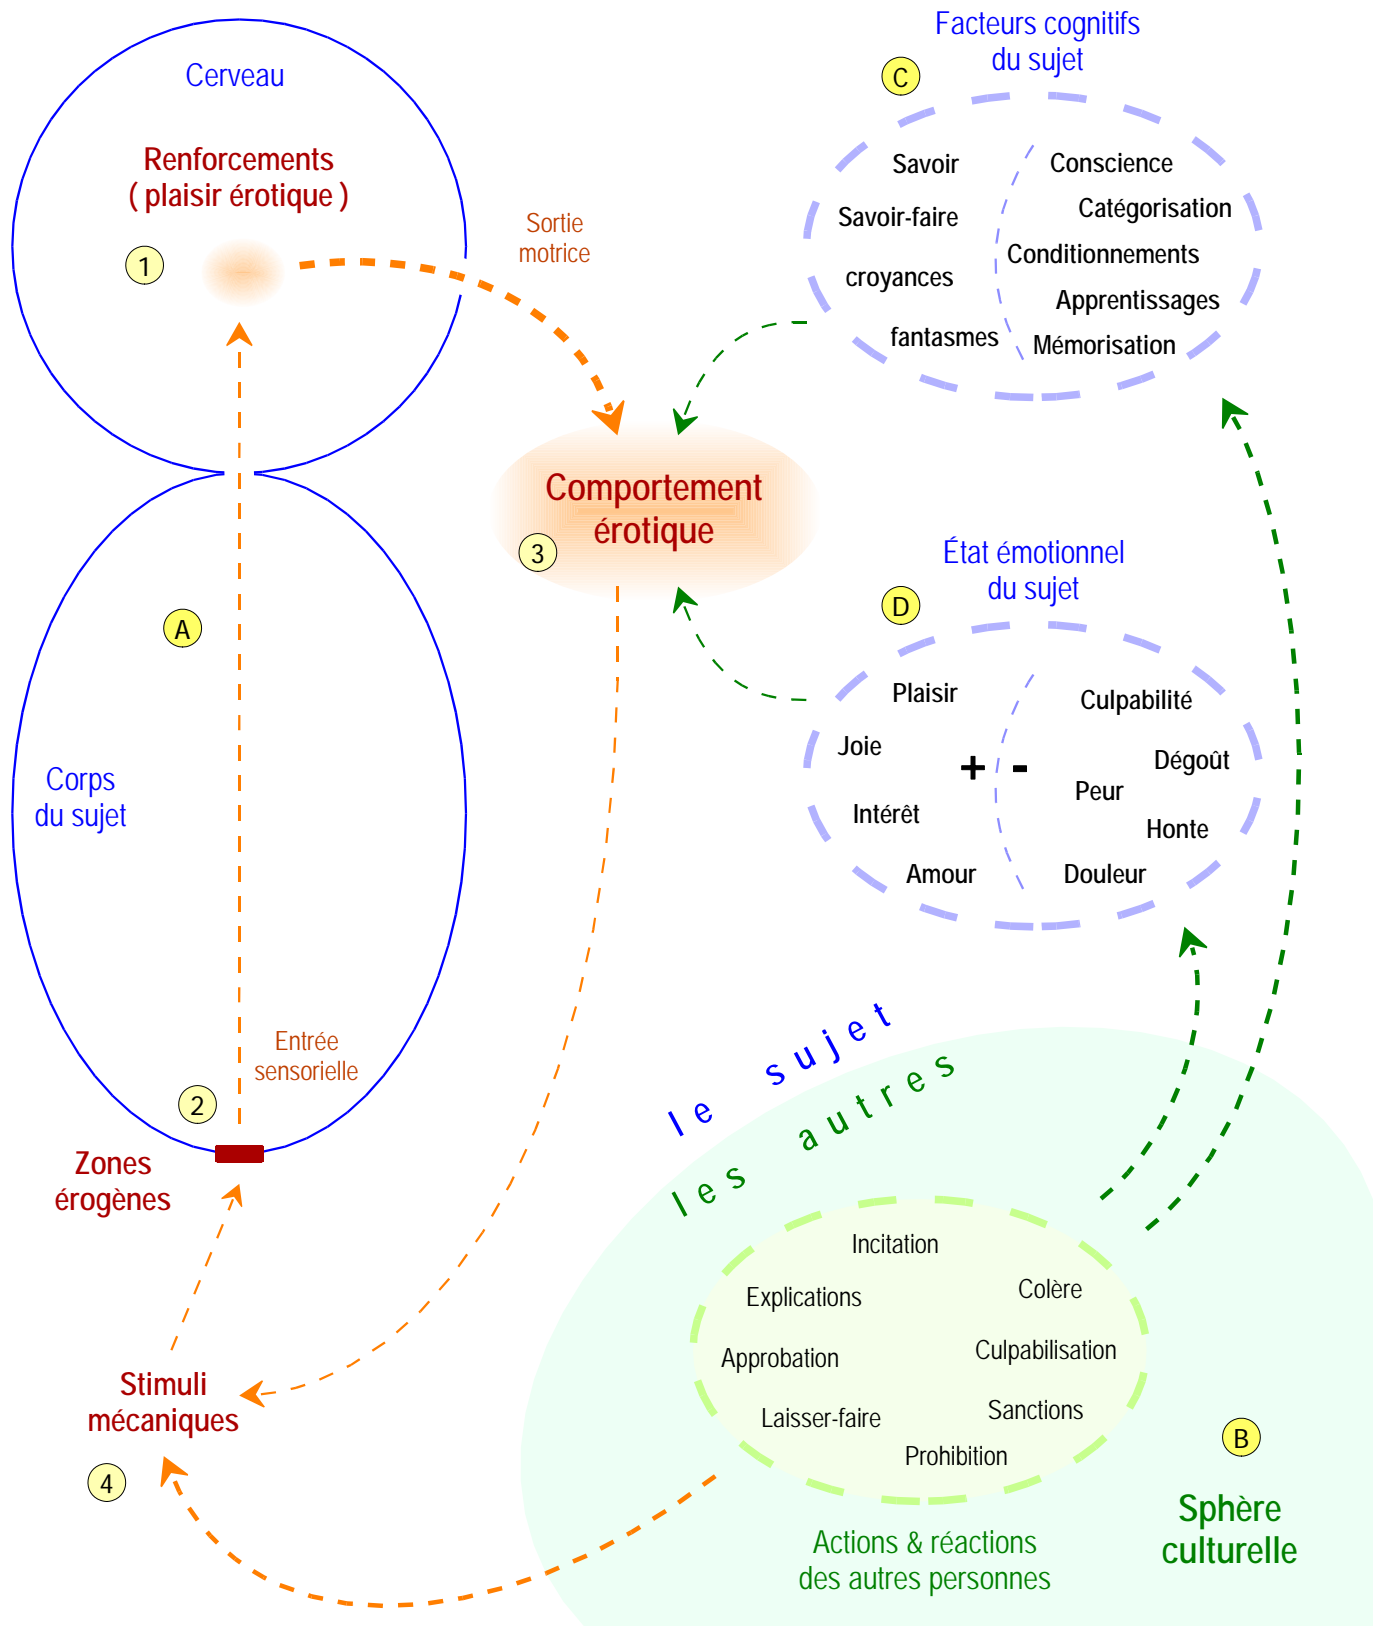 Cerveau
Renforcements
( plaisir érotique )
1
Sortie
motrice
Facteurs cognitifs
du sujet
C
Savoir
Savoir-faire
croyances
fantasmes
Conscience
Catégorisation
Conditionnements
Apprentissages
Mémorisation
Comportement
érotique
3
A
Corps
du sujet
État émotionnel
du sujet
D
Plaisir
Joie
Intérêt
Amour
+ -
Culpabilité
Dégoût
Peur
Honte
Douleur
Entrée
sensorielle
2
Zones
érogènes
Stimuli
mécaniques
4
le sujet
les autres
Incitation
Explications
Approbation
Laisser-faire
Colère
Culpabilisation
Sanctions
Prohibition
B
Sphère
culturelle
Actions & réactions
des autres personnes